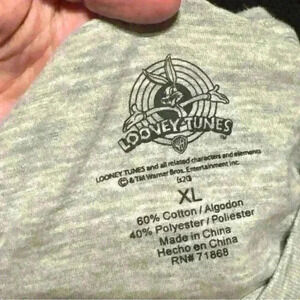 LOONEY TUNES
LOONEY TUNES and all related characters and elements
© & TM Warner Bros. Entertainment Inc.
(s20)
XL
60% Cotton / Algodon
40% Polyester / Poliester
Made in China
Hecho en China
RN# 71868